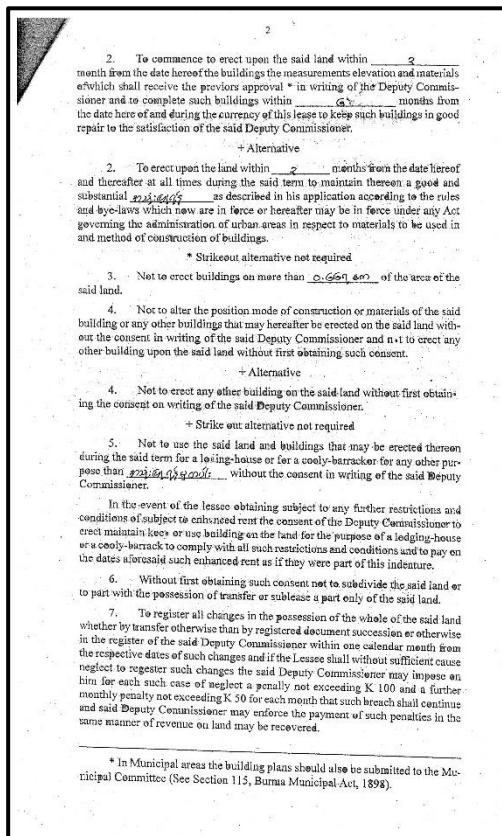 2
2. To commence to erect upon the said land within
month from the date hereof the buildings the measurements elevation and materials
ofwhich shall receive the previors approval * in writing of the Deputy Commis-
sioner and to complete such buildings within months from
the date here of and during the currency of this lease to keep such buildings in good
repair to the satisfaction of the said Deputy Commissioner.
+ Alternative
2. To erect upon the land within months from the date hereof
and thereafter at all times during the said term to maintain thereon a good and
substantial as described in his application according to the rules
and bye-laws which now are in force or hereafter may be in force under any Act
governing the administration of urban areas in respect to materials to be used in
and method of construction of buildings.
* Strikeout alternative not required
3. Not to erect buildings on more than of the area of the
said land.
4. Not to alter the position mode of construction or materials of the said
building or any other buildings that may hereafter be erected on the said land with-
out the consent in writing of the said Deputy Commissioner and not to erect any
other building upon the said land without first obtaining such consent.
+ Alternative
4. Not to erect any other building on the said land without first obtain-
ing the consent on writing of the said Deputy Commissioner.
+ Strike out alternative not required
5. Not to use the said land and buildings that may be erected thereon
during the said term for a loeing-house or for a cooly-barracker for any other pur-
pose than without the consent in writing of the said Deputy
Commissioner.
In the event of the lessee obtaining subject to any further restrictions and
conditions of subject to enhanced rent the consent of the Deputy Commissioner to
erect maintain keep or use building on the land for the purpose of a ledging-house
or a cooly-barrack to comply with all such restrictions and conditions and to pay on
the dates aforesaid such enhanced rent as if they were part of this indenture.
6. Without first obtaining such consent not to subdivide the said land or
to part with the possession of transfer or sublease a part only of the said land.
7. To register all changes in the possession of the whole of the said land
whether by transfer otherwise than by registered document succession or otherwise
in the register of the said Deputy Commissioner within one calendar month from
the respective dates of such changes and if the Lessee shall without sufficient cause
neglect to regester such changes the said Deputy Commissioner may impose on
him for each such case of neglect a penally not exceeding K 100 and a further
monthly penalty not exceeding K 50 for each month that such breach shall continue
and said Deputy Commissioner may enforce the payment of such penalties in the
same manner of revenue on land may be recovered.
* In Municipal areas the building plans should also be submitted to the Mu-
nicipal Committee (See Section 115, Burma Municipal Act, 1898).